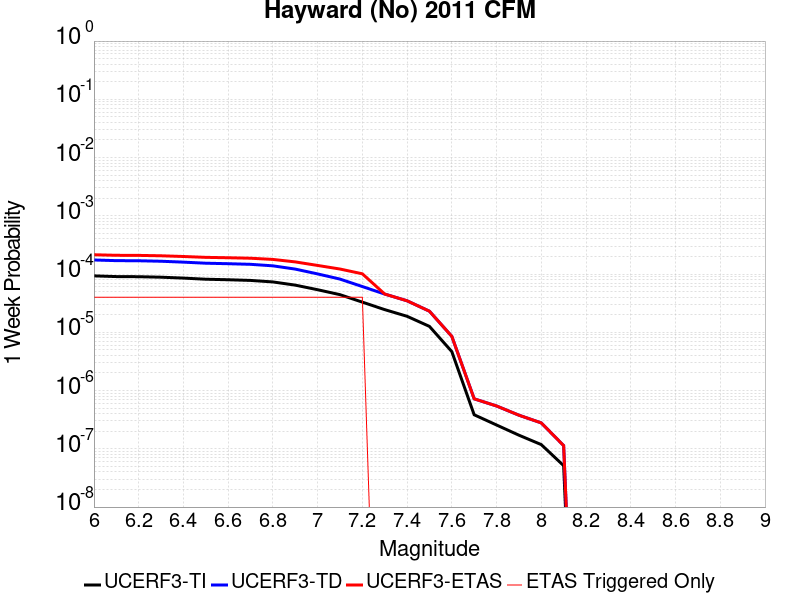 Hayward (No) 2011 CFM
10 0
10 -1
10 -2
10 -3
10 -4
10 -5
10 -6
10 -7
10 -8
1 Week Probability
6 6.2 6.4 6.6 6.8 7 7.2 7.4 7.6 7.8 8 8.2 8.4 8.6 8.8 9
Magnitude
UCERF3-TI UCERF3-TD UCERF3-ETAS ETAS Triggered Only